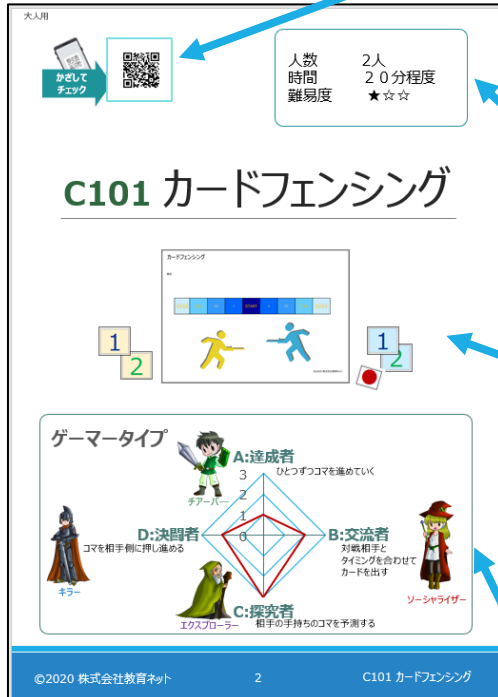 大人用
かざして
チェック
人数 2人
時間 20分程度
難易度 ★☆☆
C101 カードフェンシング
カードフェンシング
START
1
2
1
2
ゲーマータイプ
A:達成者
ひとつずつコマを進めていく
3
2
1
0
チアーバー
D:決闘者
コマを相手側に押し進める
キラー
B:交流者
対戦相手と
タイミングを合わせて
カードを出す
ソーシャライザー
C:探究者
エクスプローラー
相手の手持ちのコマを予測する
©2020 株式会社教育ネット
2
C101 カードフェンシング